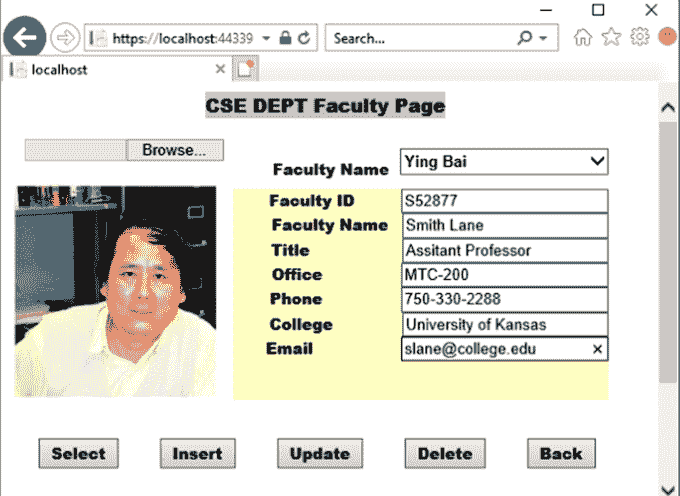 https://localhost:44339
Search...
localhost
CSE DEPT Faculty Page
Browse...
Faculty Name Ying Bai
Faculty ID S52877
Faculty Name Smith Lane
Title Assitant Professor
Office MTC-200
Phone 750-330-2288
College University of Kansas
Email slane@college.edu
Select Insert Update Delete Back